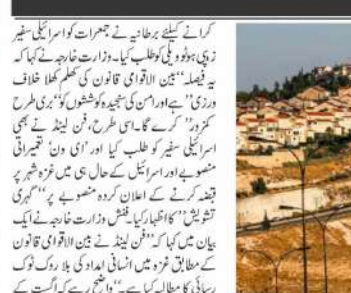 کرانے کیلئے برطانیہ نے جمعرات کو اسرائیلی سفیر
زیپی ہوٹوویلی کو طلب کیا۔ وزارت خارجہ نے کہا کہ
یہ فیصلہ ’’بین الاقوامی قانون کی کھلم کھلا خلاف
ورزی‘‘ ہے اور امن کی سنجیدہ کوششوں کو ’’بری طرح
کمزور‘‘ کرے گا۔ اسی طرح، فن لینڈ نے بھی
اسرائیلی سفیر کو طلب کیا اور ’ای ون‘ تعمیراتی
منصوبے اور اسرائیل کے حال ہی میں غزہ شہر پر
قبضہ کرنے کے اعلان کردہ منصوبے پر ’’گہری
تشویش‘‘ کا اظہار کیا۔ فنش وزارت خارجہ نے ایک
بیان میں کہا کہ ’’فن لینڈ نے بین الاقوامی قانون
کے مطابق غزہ میں انسانی امداد کی بلا روک ٹوک
رسائی کا مطالبہ کیا ہے۔‘‘ واضح رہے کہ اگست کے